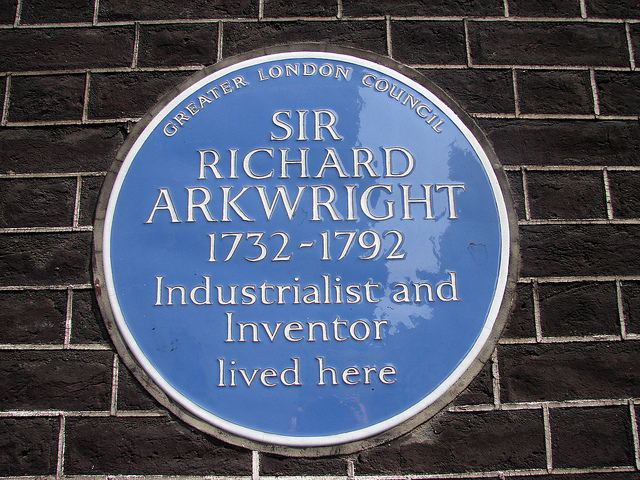 GREATER LONDON COUNCIL
SIR
RICHARD
ARKWRIGHT
1732-1792
Industrialist and
Inventor
lived here